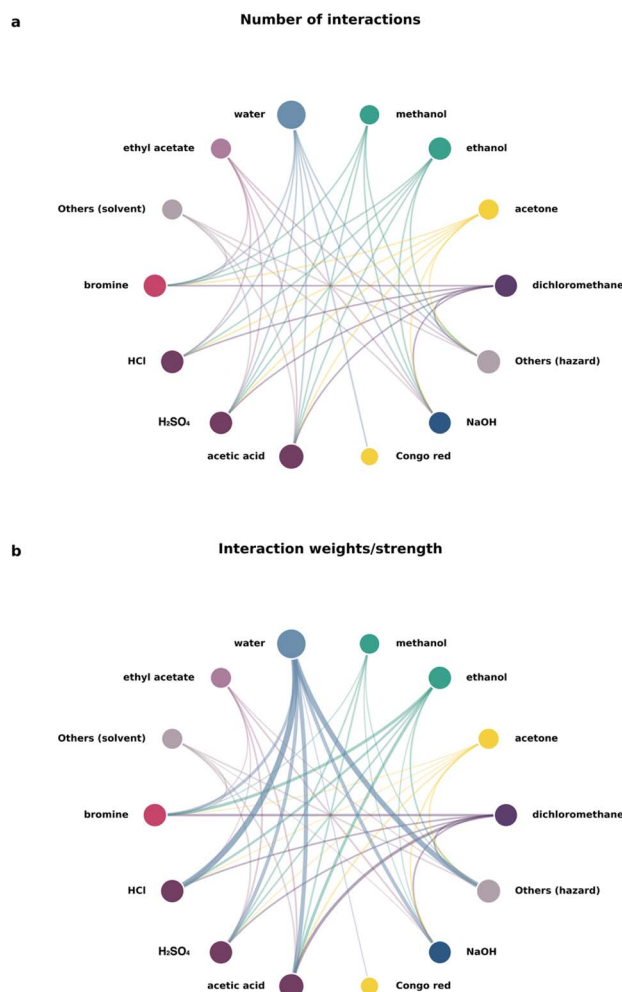 a
Number of interactions
water
methanol
ethyl acetate
ethanol
Others (solvent)
acetone
bromine
dichloromethane
HCl
Others (hazard)
H₂SO₄
NaOH
acetic acid
Congo red
b
Interaction weights/strength
water
methanol
ethyl acetate
ethanol
Others (solvent)
acetone
bromine
dichloromethane
HCl
Others (hazard)
H₂SO₄
NaOH
acetic acid
Congo red